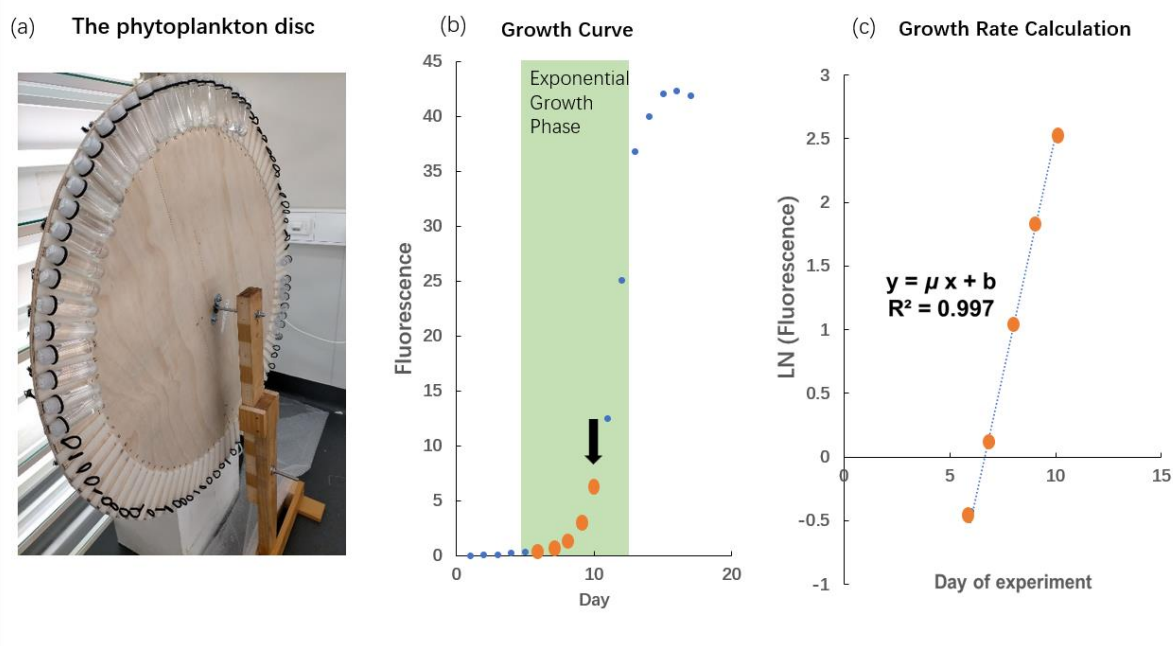 (a) The phytoplankton disc
(b) Growth Curve
45
40
35
30
25
20
15
10
5
0
Fluorescence
Exponential
Growth
Phase
0 10 20
Day
(c) Growth Rate Calculation
3
2.5
2
1.5
1
0.5
0
-0.5
-1
LN (Fluorescence)
y = μ x + b
R² = 0.997
0 5 10 15
Day of experiment